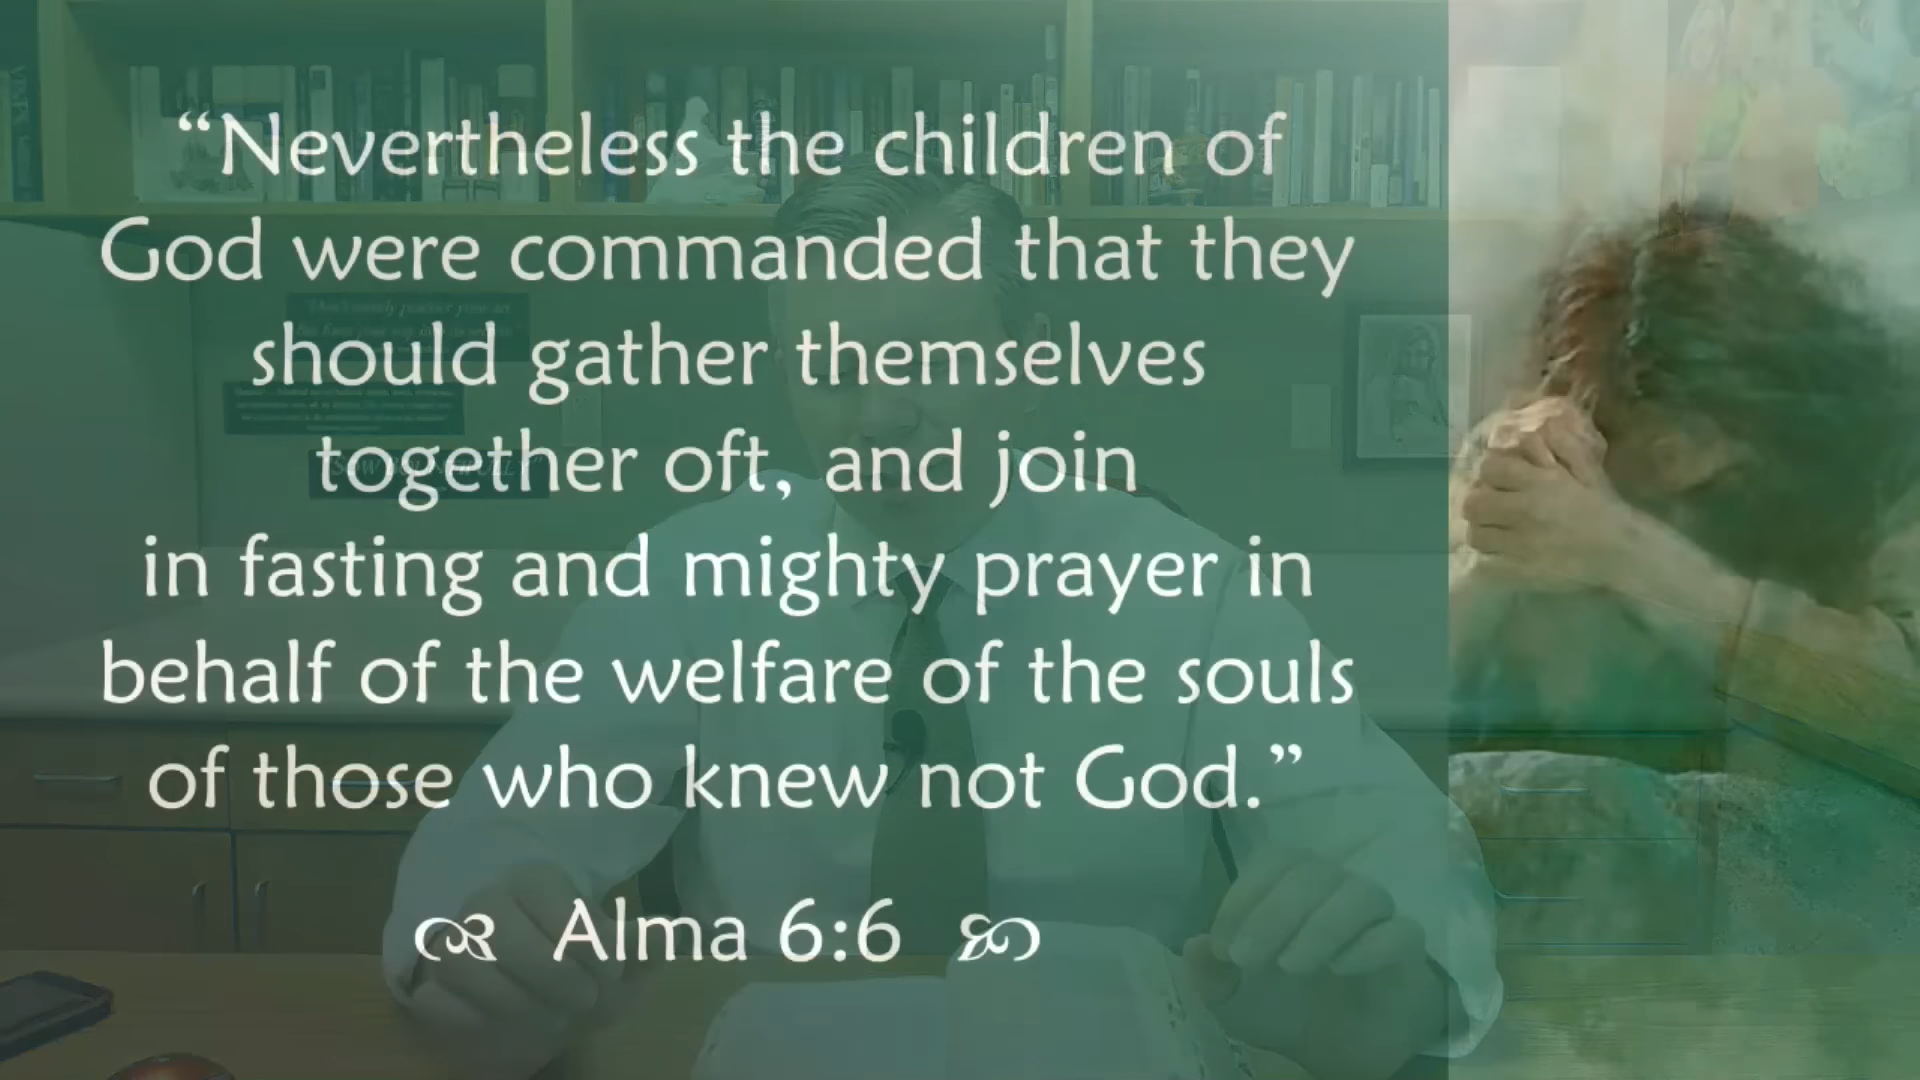 “Nevertheless the children of
God were commanded that they
should gather themselves
together oft, and join
in fasting and mighty prayer in
behalf of the welfare of the souls
of those who knew not God.”
Alma 6:6